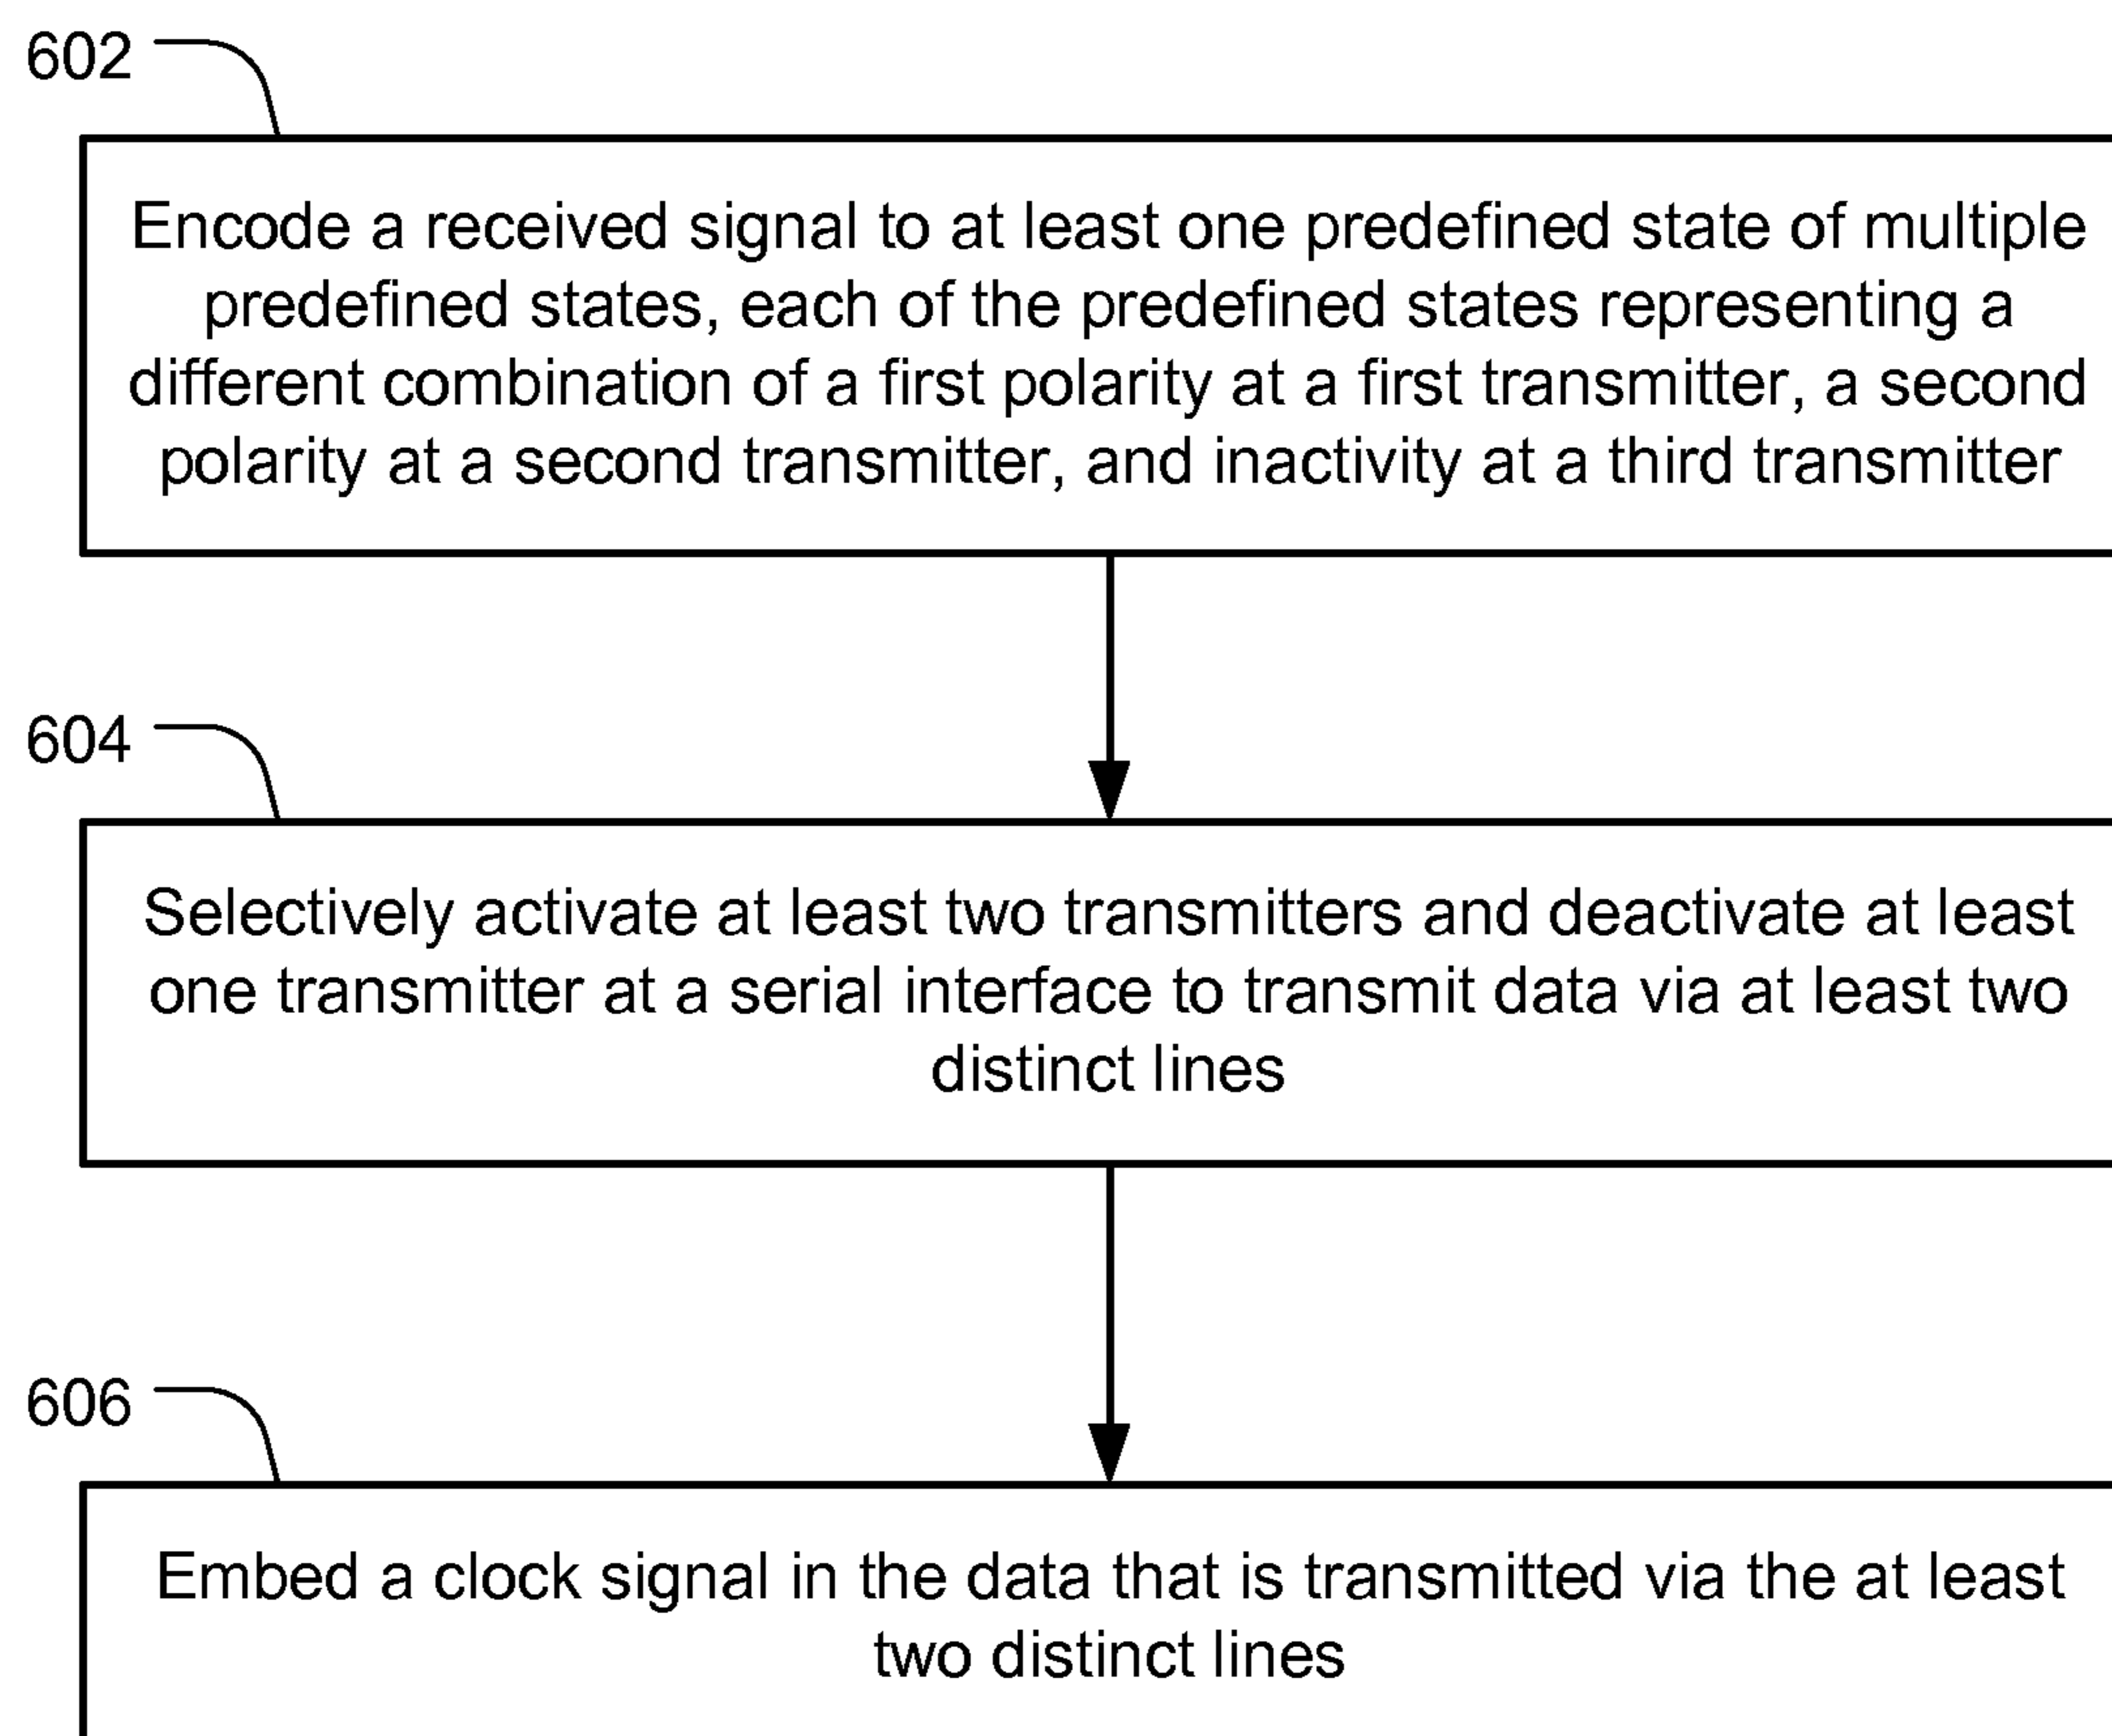 602
Encode a received signal to at least one predefined state of multiple
predefined states, each of the predefined states representing a
different combination of a first polarity at a first transmitter, a second
polarity at a second transmitter, and inactivity at a third transmitter
604
Selectively activate at least two transmitters and deactivate at least
one transmitter at a serial interface to transmit data via at least two
distinct lines
606
Embed a clock signal in the data that is transmitted via the at least
two distinct lines